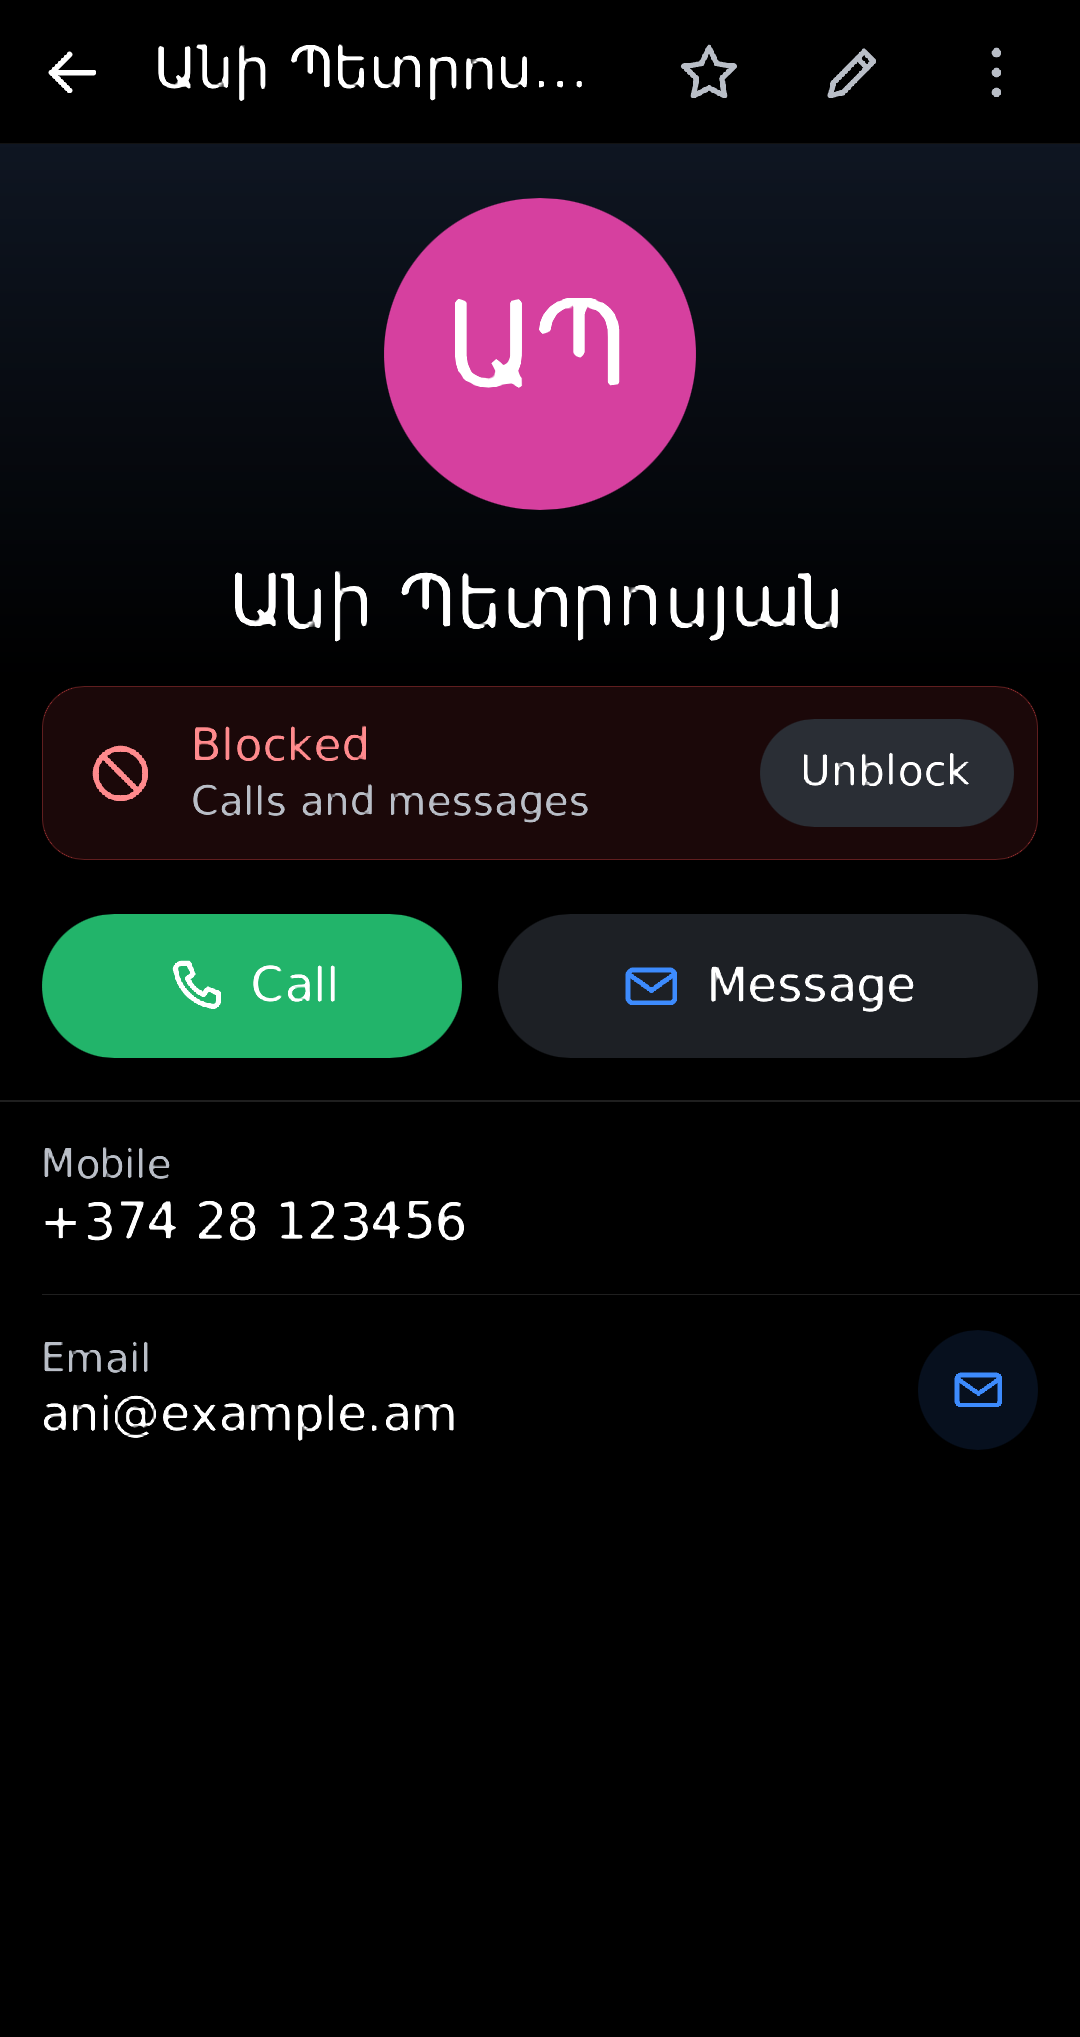 Անի Պետրոս...
ԱՊ
Անի Պետրոսյան
Blocked
Calls and messages
Unblock
Call
Message
Mobile
+374 28 123456
Email
ani@example.am